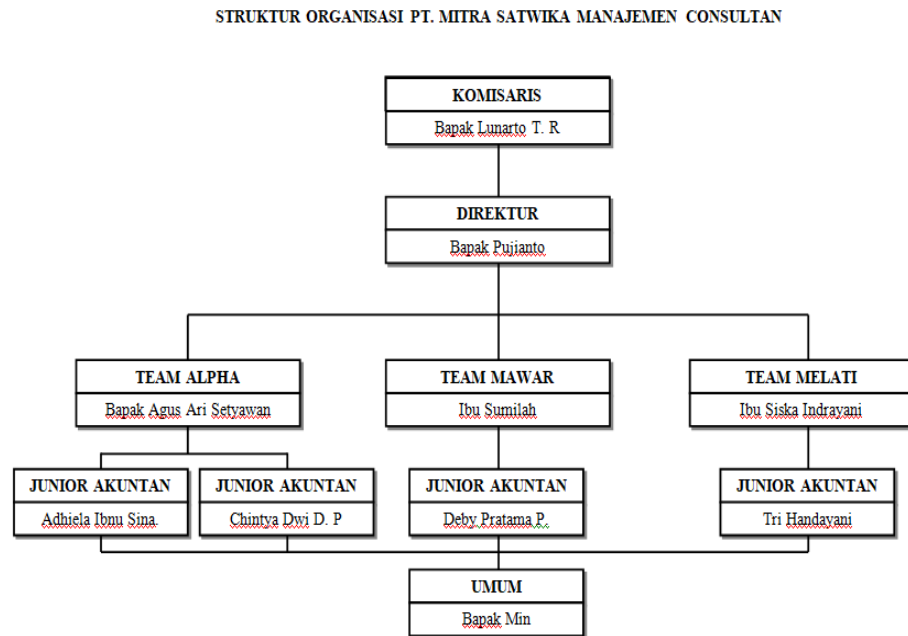 STRUKTUR ORGANISASI PT. MITRA SATWIKA MANAJEMEN CONSULTAN
KOMISARIS
Bapak Lunarto T. R
DIREKTUR
Bapak Pujianto
TEAM ALPHA
Bapak Agus Ari Setyawan
TEAM MAWAR
Ibu Sumilah
TEAM MELATI
Ibu Siska Indrayani
JUNIOR AKUNTAN
Adhiela Ibnu Sina.
JUNIOR AKUNTAN
Chintya Dwi D. P
JUNIOR AKUNTAN
Deby Pratama P.
JUNIOR AKUNTAN
Tri Handayani
UMUM
Bapak Min